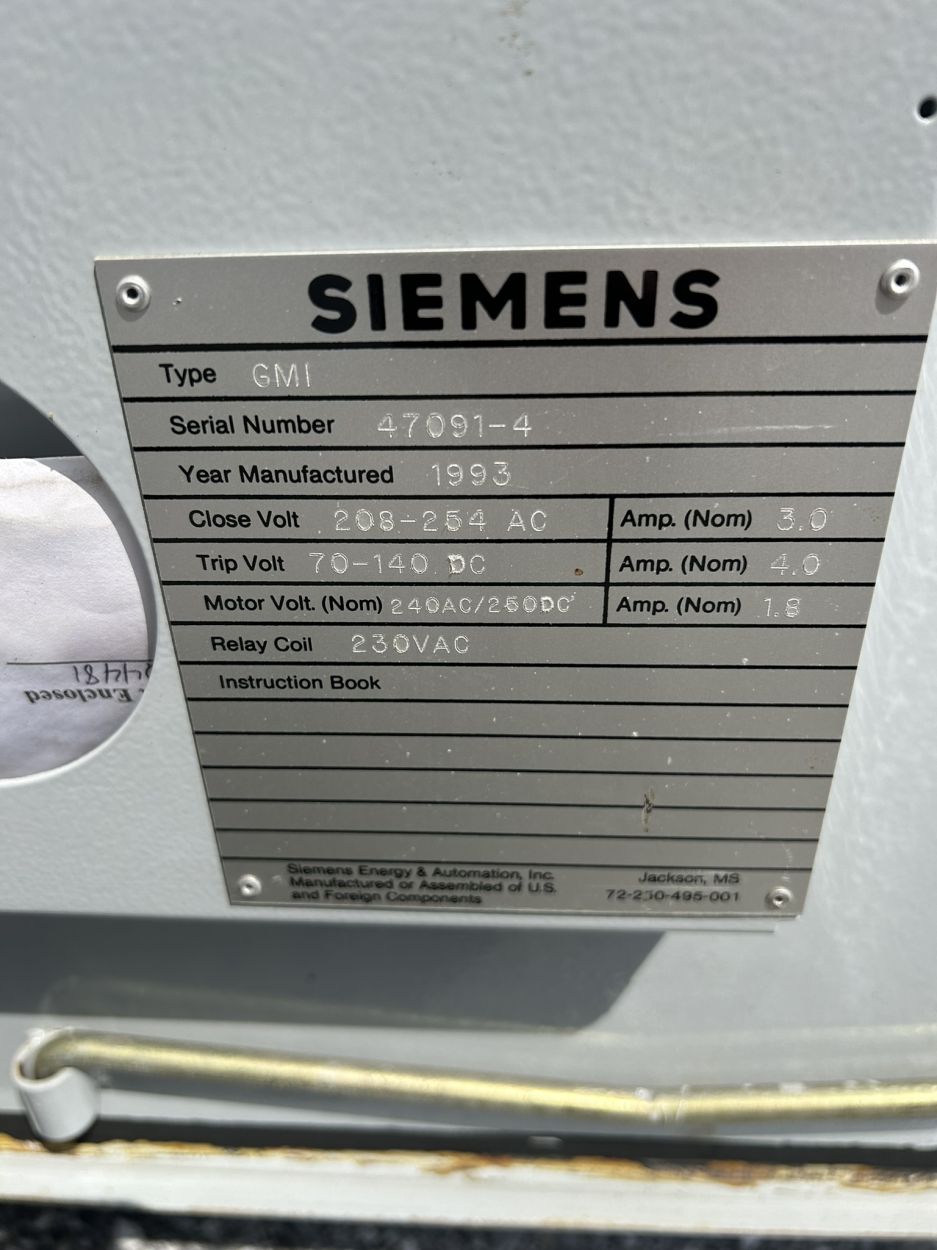 SIEMENS
Type GMI
Serial Number 47091-4
Year Manufactured 1993
Close Volt 208-254 AC Amp. (Nom) 3.0
Trip Volt 70-140 DC Amp. (Nom) 4.0
Motor Volt. (Nom) 240AC/250DC Amp. (Nom) 1.8
Relay Coil 230VAC
Instruction Book
Siemens Energy & Automation, Inc.
Manufactured or Assembled of U.S.
and Foreign Components
Jackson, MS
72-250-495-001
Enclosed